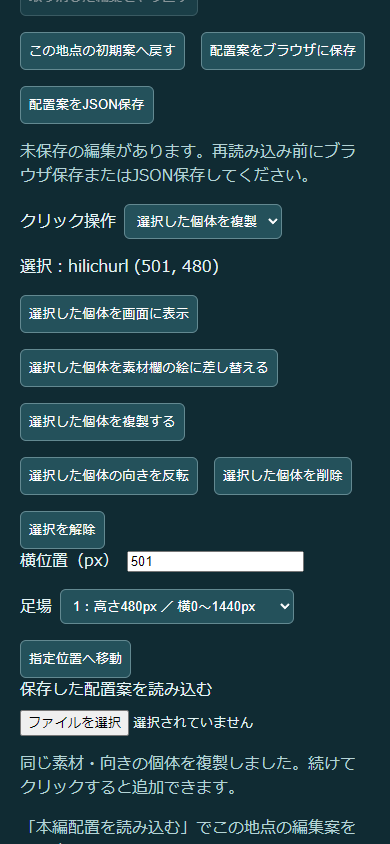 この地点の初期案へ戻す 配置案をブラウザに保存
配置案をJSON保存
未保存の編集があります。再読み込み前にブラ
ウザ保存またはJSON保存してください。
クリック操作 選択した個体を複製
選択：hilichurl (501, 480)
選択した個体を画面に表示
選択した個体を素材欄の絵に差し替える
選択した個体を複製する
選択した個体の向きを反転 選択した個体を削除
選択を解除
横位置（px） 501
足場 1：高さ480px ／ 横0～1440px
指定位置へ移動
保存した配置案を読み込む
ファイルを選択 選択されていません
同じ素材・向きの個体を複製しました。続けて
クリックすると追加できます。
「本編配置を読み込む」でこの地点の編集案を